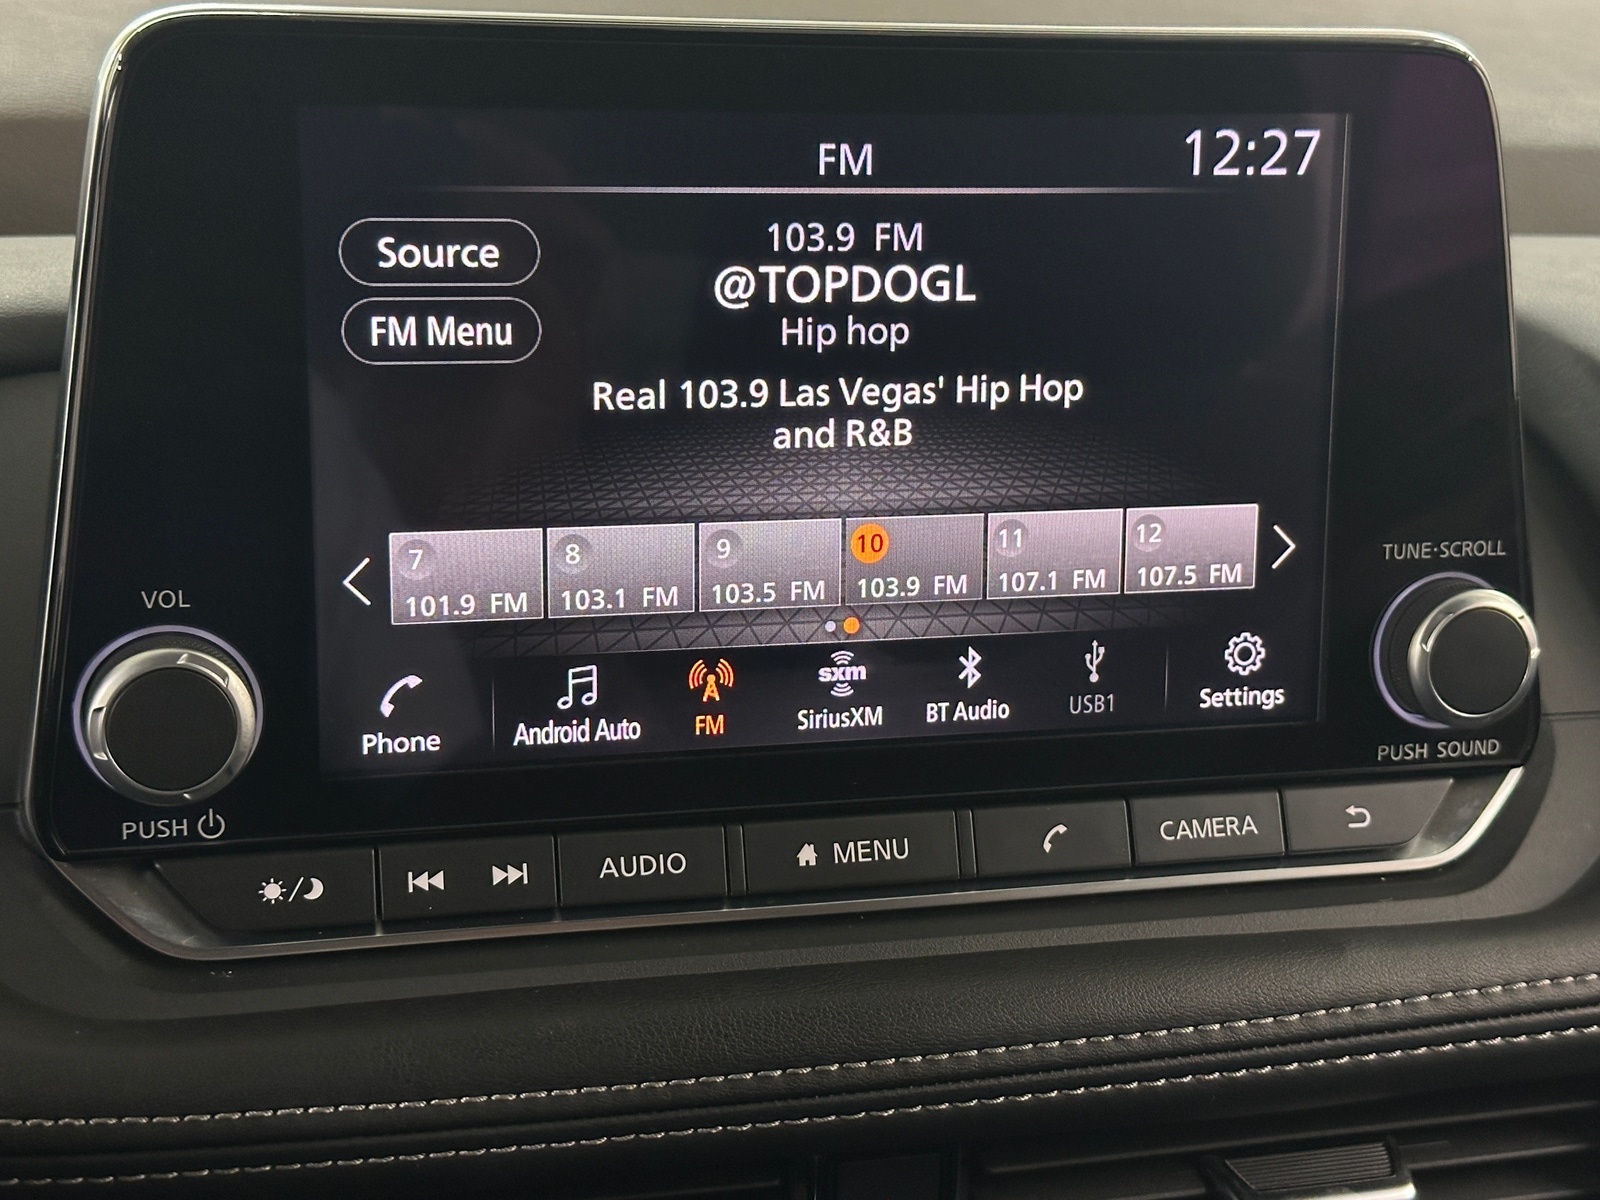 FM
12:27
Source
103.9 FM
@TOPDOGL
FM Menu
Hip hop
Real 103.9 Las Vegas' Hip Hop
and R&B
7
8
9
10
11
12
101.9 FM
103.1 FM
103.5 FM
103.9 FM
107.1 FM
107.5 FM
VOL
TUNE·SCROLL
Phone
Android Auto
FM
sxm
SiriusXM
BT Audio
USB1
Settings
PUSH
PUSH SOUND
AUDIO
MENU
CAMERA